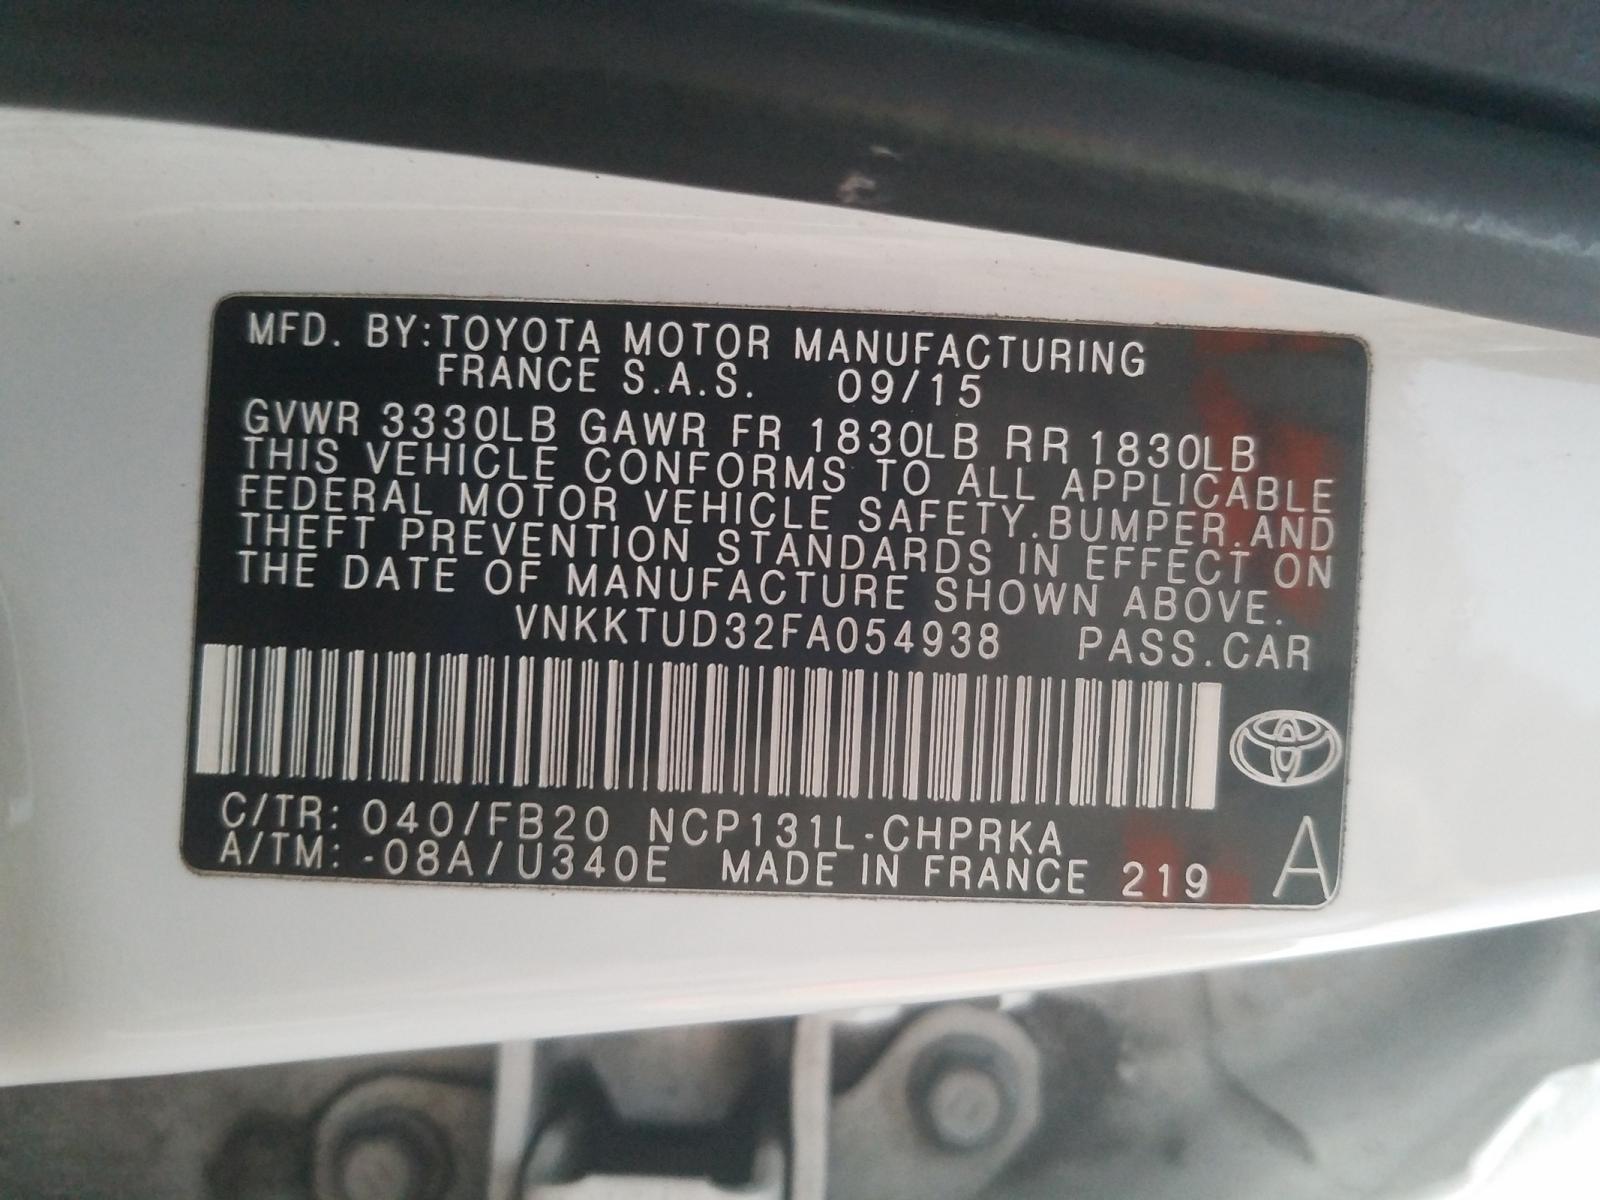 MFD. BY:TOYOTA MOTOR MANUFACTURING
FRANCE S.A.S. 09/15
GVWR 3330LB GAWR FR 1830LB RR 1830LB
THIS VEHICLE CONFORMS TO ALL APPLICABLE
FEDERAL MOTOR VEHICLE SAFETY.BUMPER.AND
THEFT PREVENTION STANDARDS IN EFFECT ON
THE DATE OF MANUFACTURE SHOWN ABOVE.
VNKKTUD32FA054938 PASS.CAR
C/TR: 040/FB20 NCP131L-CHPRKA
A/TM: -08A/U340E MADE IN FRANCE 219 A